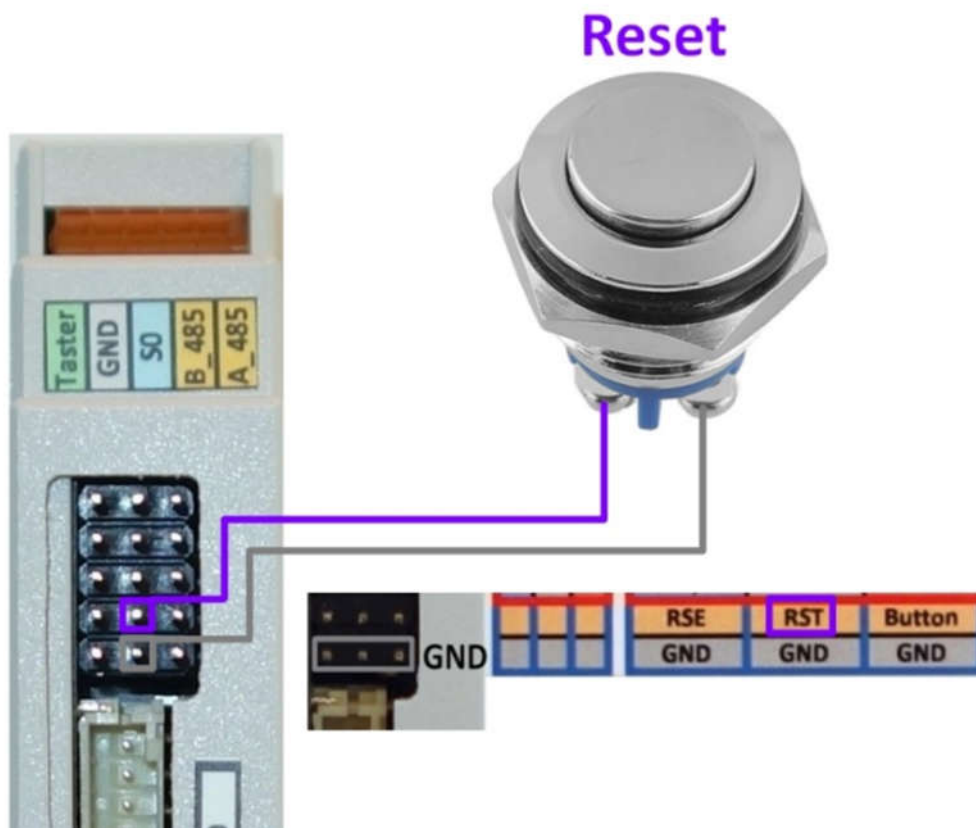 Reset
Taster
GND
S0
B_485
A_485
RSE RST Button
GND GND GND GND